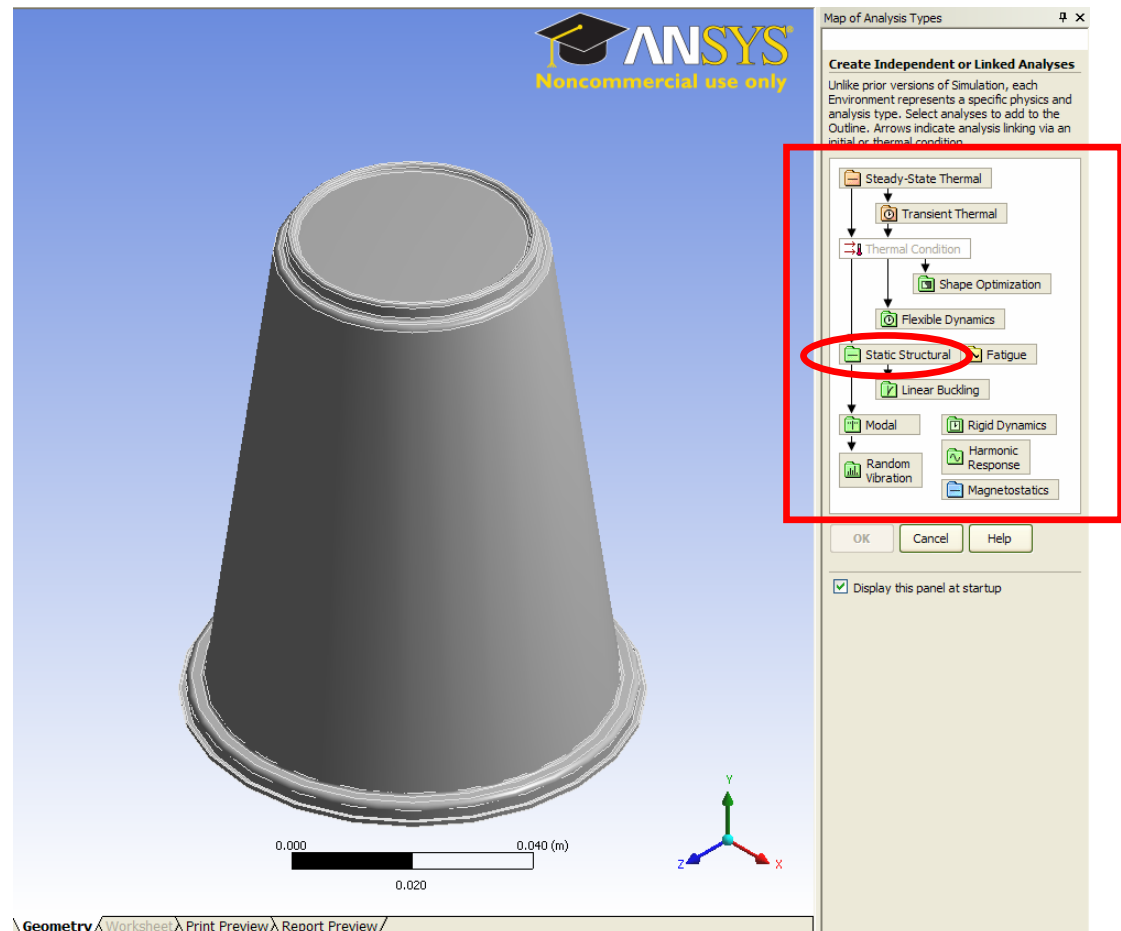 ANSYS
Noncommercial use only
0.000
0.040 (m)
0.020
Y
Z
X
Geometry
Worksheet
Print Preview
Report Preview
Map of Analysis Types
Create Independent or Linked Analyses
Unlike prior versions of Simulation, each
Environment represents a specific physics and
analysis type. Select analyses to add to the
Outline. Arrows indicate analysis linking via an
initial or thermal condition.
Steady-State Thermal
Transient Thermal
Thermal Condition
Shape Optimization
Flexible Dynamics
Static Structural
Fatigue
Linear Buckling
Modal
Rigid Dynamics
Random
Vibration
Harmonic
Response
Magnetostatics
OK
Cancel
Help
Display this panel at startup